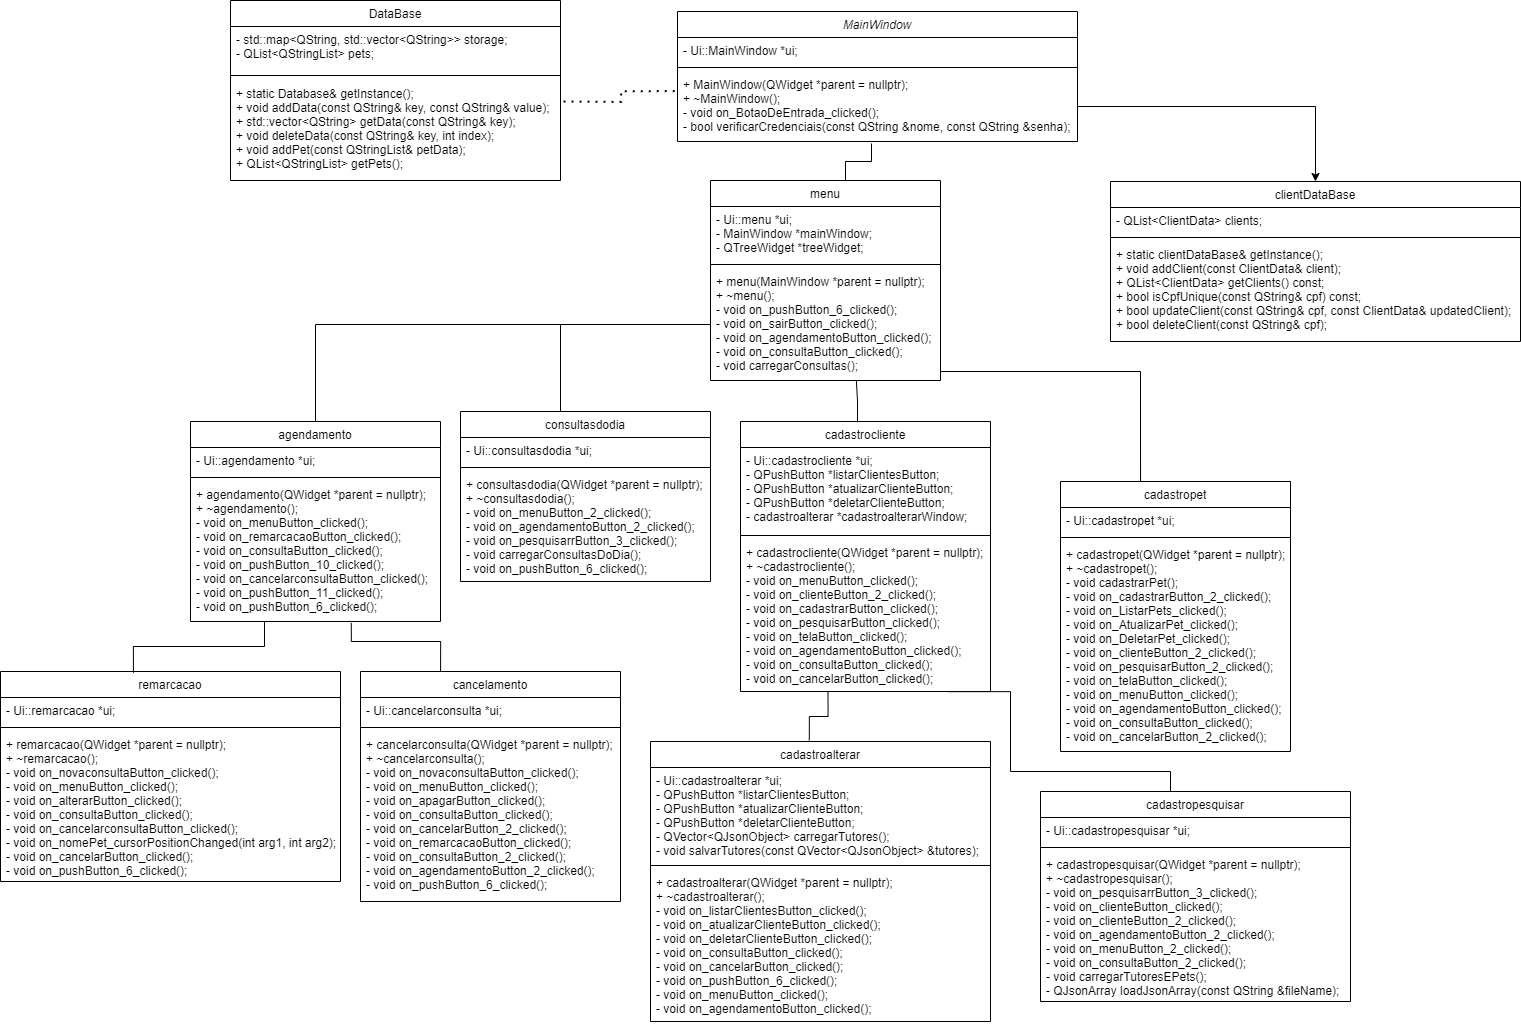 DataBase
- std::map<QString, std::vector<QString>> storage;
- QList<QStringList> pets;
+ static Database& getInstance();
+ void addData(const QString& key, const QString& value);
+ std::vector<QString> getData(const QString& key);
+ void deleteData(const QString& key, int index);
+ void addPet(const QStringList& petData);
+ QList<QStringList> getPets();
MainWindow
- Ui::MainWindow *ui;
+ MainWindow(QWidget *parent = nullptr);
+ ~MainWindow();
- void on_BotaoDeEntrada_clicked();
- bool verificarCredenciais(const QString &nome, const QString &senha);
menu
- Ui::menu *ui;
- MainWindow *mainWindow;
- QTreeWidget *treeWidget;
+ menu(MainWindow *parent = nullptr);
+ ~menu();
- void on_pushButton_6_clicked();
- void on_sairButton_clicked();
- void on_agendamentoButton_clicked();
- void on_consultaButton_clicked();
- void carregarConsultas();
clientDataBase
- QList<ClientData> clients;
+ static clientDataBase& getInstance();
+ void addClient(const ClientData& client);
+ QList<ClientData> getClients() const;
+ bool isCpfUnique(const QString& cpf) const;
+ bool updateClient(const QString& cpf, const ClientData& updatedClient);
+ bool deleteClient(const QString& cpf);
agendamento
- Ui::agendamento *ui;
+ agendamento(QWidget *parent = nullptr);
+ ~agendamento();
- void on_menuButton_clicked();
- void on_remarcacaoButton_clicked();
- void on_consultaButton_clicked();
- void on_pushButton_10_clicked();
- void on_cancelarconsultaButton_clicked();
- void on_pushButton_11_clicked();
- void on_pushButton_6_clicked();
consultasdodia
- Ui::consultasdodia *ui;
+ consultasdodia(QWidget *parent = nullptr);
+ ~consultasdodia();
- void on_menuButton_2_clicked();
- void on_agendamentoButton_2_clicked();
- void on_pesquisarrButton_3_clicked();
- void carregarConsultasDoDia();
- void on_pushButton_6_clicked();
cadastrocliente
- Ui::cadastrocliente *ui;
- QPushButton *listarClientesButton;
- QPushButton *atualizarClienteButton;
- QPushButton *deletarClienteButton;
- cadastroalterar *cadastroalterarWindow;
+ cadastrocliente(QWidget *parent = nullptr);
+ ~cadastrocliente();
- void on_menuButton_clicked();
- void on_clienteButton_2_clicked();
- void on_cadastrarButton_clicked();
- void on_pesquisarButton_clicked();
- void on_telaButton_clicked();
- void on_agendamentoButton_clicked();
- void on_consultaButton_clicked();
- void on_cancelarButton_clicked();
cadastropet
- Ui::cadastropet *ui;
+ cadastropet(QWidget *parent = nullptr);
+ ~cadastropet();
- void cadastrarPet();
- void on_cadastrarButton_2_clicked();
- void on_ListarPets_clicked();
- void on_AtualizarPet_clicked();
- void on_DeletarPet_clicked();
- void on_clienteButton_2_clicked();
- void on_pesquisarButton_2_clicked();
- void on_telaButton_clicked();
- void on_menuButton_clicked();
- void on_agendamentoButton_clicked();
- void on_consultaButton_clicked();
- void on_cancelarButton_2_clicked();
remarcacao
- Ui::remarcacao *ui;
+ remarcacao(QWidget *parent = nullptr);
+ ~remarcacao();
- void on_novaconsultaButton_clicked();
- void on_menuButton_clicked();
- void on_alterarButton_clicked();
- void on_consultaButton_clicked();
- void on_cancelarconsultaButton_clicked();
- void on_nomePet_cursorPositionChanged(int arg1, int arg2);
- void on_cancelarButton_clicked();
- void on_pushButton_6_clicked();
cancelamento
- Ui::cancelarconsulta *ui;
+ cancelarconsulta(QWidget *parent = nullptr);
+ ~cancelarconsulta();
- void on_novaconsultaButton_clicked();
- void on_menuButton_clicked();
- void on_apagarButton_clicked();
- void on_consultaButton_clicked();
- void on_cancelarButton_2_clicked();
- void on_remarcacaoButton_clicked();
- void on_consultaButton_2_clicked();
- void on_agendamentoButton_2_clicked();
- void on_pushButton_6_clicked();
cadastroalterar
- Ui::cadastroalterar *ui;
- QPushButton *listarClientesButton;
- QPushButton *atualizarClienteButton;
- QPushButton *deletarClienteButton;
- QVector<QJsonObject> carregarTutores();
- void salvarTutores(const QVector<QJsonObject> &tutores);
+ cadastroalterar(QWidget *parent = nullptr);
+ ~cadastroalterar();
- void on_listarClientesButton_clicked();
- void on_atualizarClienteButton_clicked();
- void on_deletarClienteButton_clicked();
- void on_consultaButton_clicked();
- void on_cancelarButton_clicked();
- void on_pushButton_6_clicked();
- void on_menuButton_clicked();
- void on_agendamentoButton_clicked();
cadastropesquisar
- Ui::cadastropesquisar *ui;
+ cadastropesquisar(QWidget *parent = nullptr);
+ ~cadastropesquisar();
- void on_pesquisarrButton_3_clicked();
- void on_clienteButton_clicked();
- void on_clienteButton_2_clicked();
- void on_agendamentoButton_2_clicked();
- void on_menuButton_2_clicked();
- void on_consultaButton_2_clicked();
- void carregarTutoresEPets();
- QJsonArray loadJsonArray(const QString &fileName);